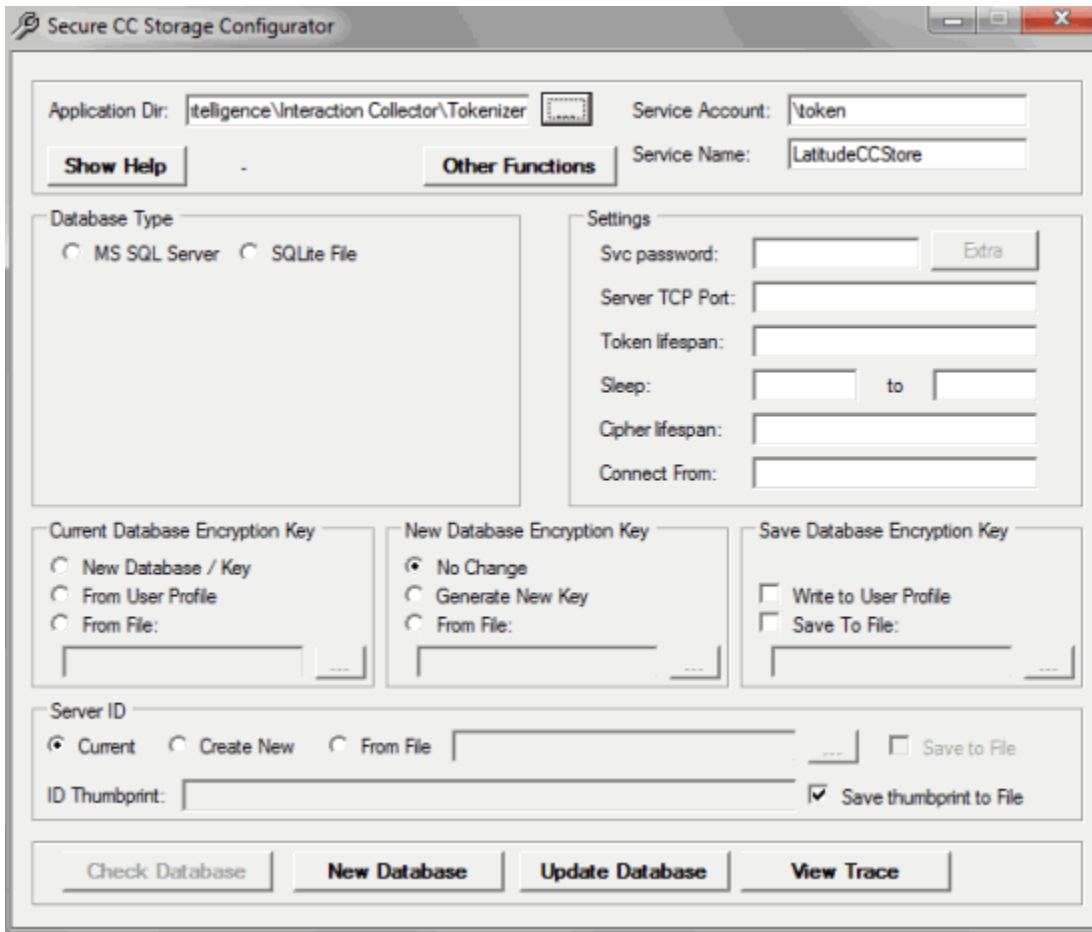 Secure CC Storage Configurator
Application Dir: ntelligence\Interaction Collector\Tokenizer ... Service Account: \token
Show Help - Other Functions Service Name: LatitudeCCStore
Database Type
MS SQL Server SQLite File
Settings
Svc password: Extra
Server TCP Port:
Token lifespan:
Sleep: to
Cipher lifespan:
Connect From:
Current Database Encryption Key
New Database / Key
From User Profile
From File:
...
New Database Encryption Key
No Change
Generate New Key
From File:
...
Save Database Encryption Key
Write to User Profile
Save To File:
...
Server ID
Current Create New From File ... Save to File
ID Thumbprint: Save thumbprint to File
Check Database New Database Update Database View Trace